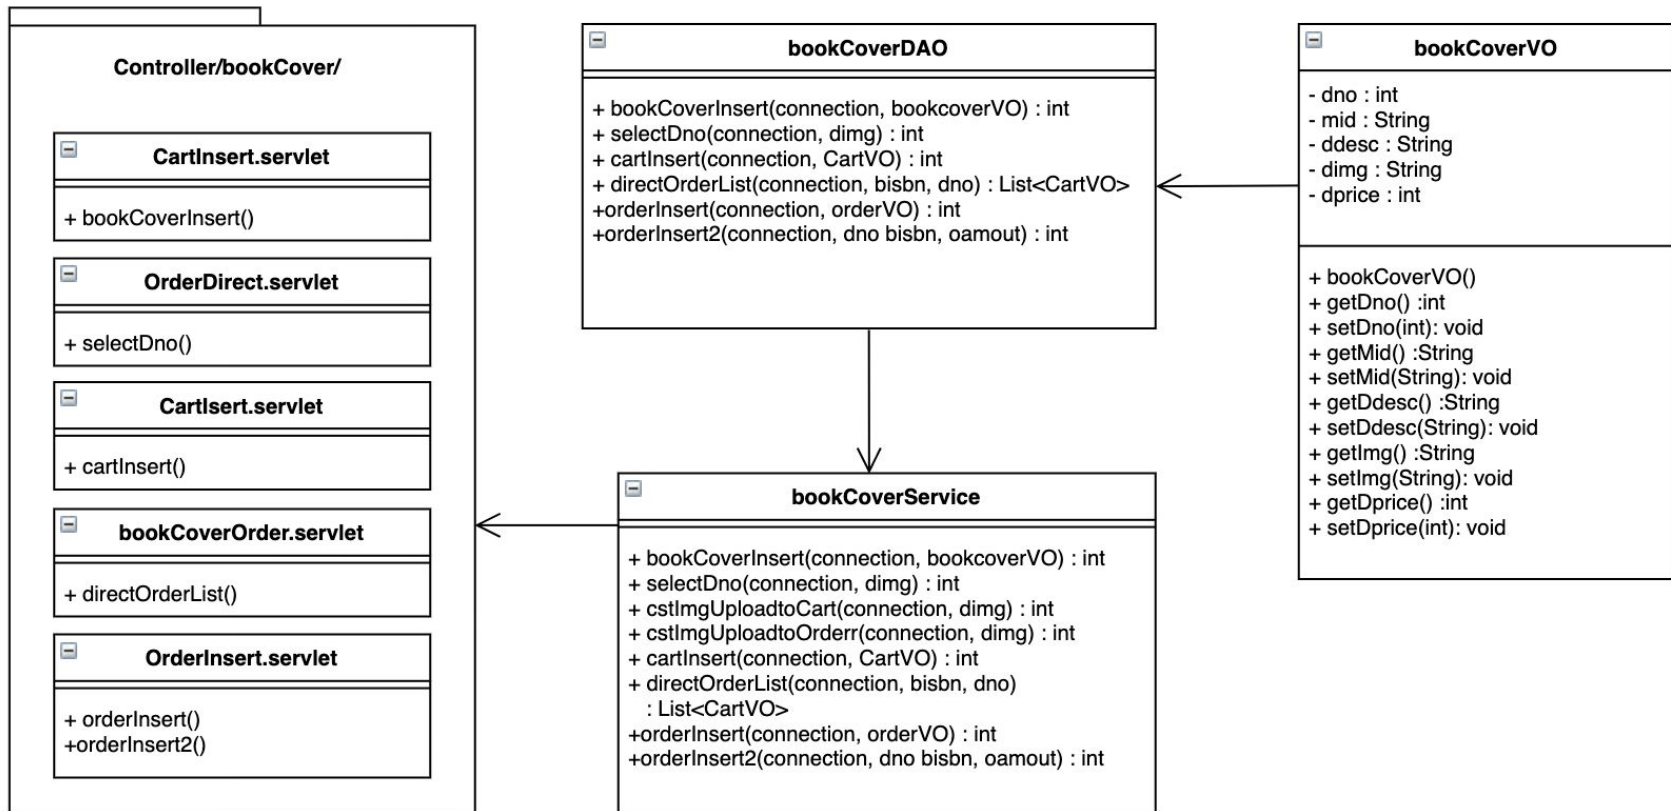 Controller/bookCover/
CartInsert.servlet
+ bookCoverInsert()
OrderDirect.servlet
+ selectDno()
CartIsert.servlet
+ cartInsert()
bookCoverOrder.servlet
+ directOrderList()
OrderInsert.servlet
+ orderInsert()
+orderInsert2()
bookCoverDAO
+ bookCoverInsert(connection, bookcoverVO) : int
+ selectDno(connection, dimg) : int
+ cartInsert(connection, CartVO) : int
+ directOrderList(connection, bisbn, dno) : List<CartVO>
+orderInsert(connection, orderVO) : int
+orderInsert2(connection, dno bisbn, oamout) : int
bookCoverService
+ bookCoverInsert(connection, bookcoverVO) : int
+ selectDno(connection, dimg) : int
+ cstImgUploadtoCart(connection, dimg) : int
+ cstImgUploadtoOrderr(connection, dimg) : int
+ cartInsert(connection, CartVO) : int
+ directOrderList(connection, bisbn, dno)
: List<CartVO>
+orderInsert(connection, orderVO) : int
+orderInsert2(connection, dno bisbn, oamout) : int
bookCoverVO
- dno : int
- mid : String
- ddesc : String
- dimg : String
- dprice : int
+ bookCoverVO()
+ getDno() :int
+ setDno(int): void
+ getMid() :String
+ setMid(String): void
+ getDdesc() :String
+ setDdesc(String): void
+ getImg() :String
+ setImg(String): void
+ getDprice() :int
+ setDprice(int): void